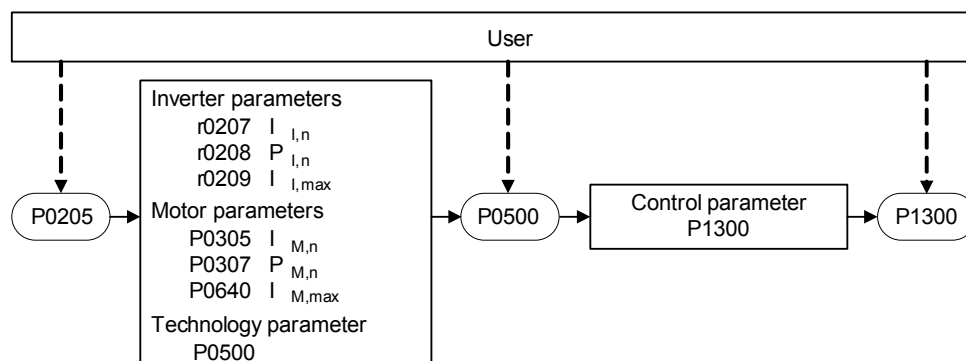 User
Inverter parameters
r0207 I I,n
r0208 P I,n
r0209 I I,max
Motor parameters
P0305 I M,n
P0307 P M,n
P0640 I M,max
Technology parameter
P0500
P0205
P0500
Control parameter
P1300
P1300